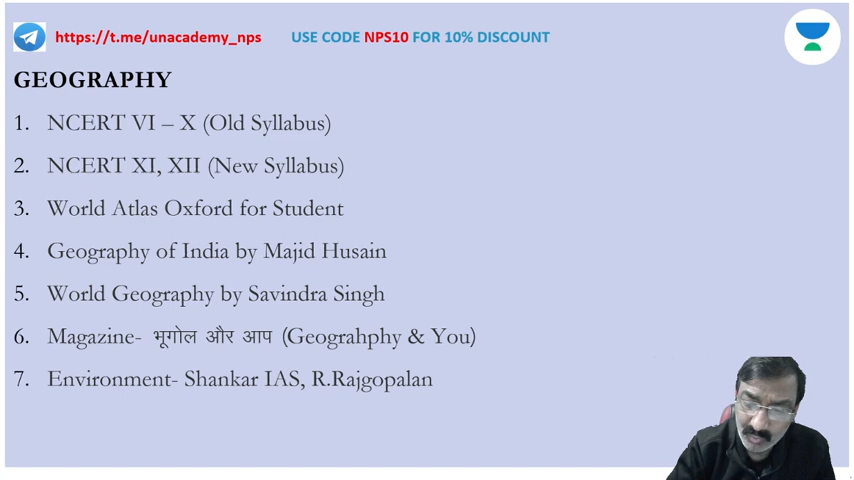 https://t.me/unacademy_nps USE CODE NPS10 FOR 10% DISCOUNT
GEOGRAPHY
1. NCERT VI – X (Old Syllabus)
2. NCERT XI, XII (New Syllabus)
3. World Atlas Oxford for Student
4. Geography of India by Majid Husain
5. World Geography by Savindra Singh
6. Magazine- भूगोल और आप (Geograhphy & You)
7. Environment- Shankar IAS, R.Rajgopalan